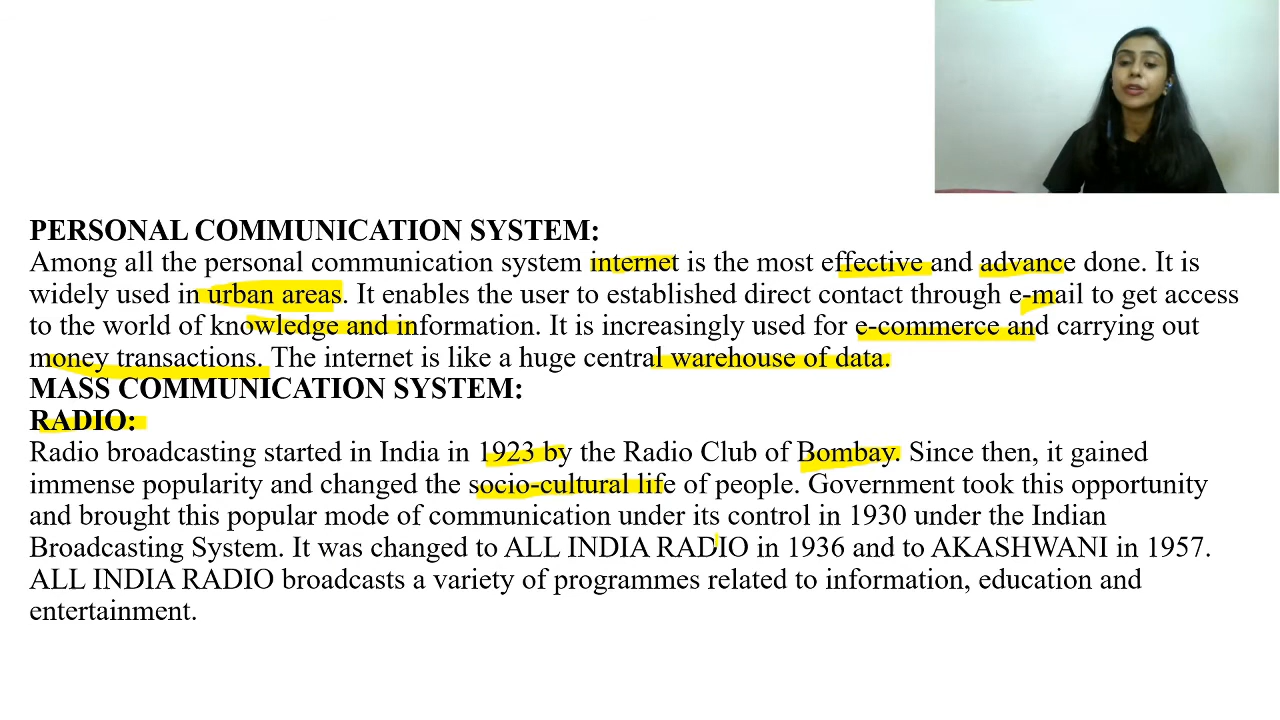 PERSONAL COMMUNICATION SYSTEM:
Among all the personal communication system internet is the most effective and advance done. It is
widely used in urban areas. It enables the user to established direct contact through e-mail to get access
to the world of knowledge and information. It is increasingly used for e-commerce and carrying out
money transactions. The internet is like a huge central warehouse of data.
MASS COMMUNICATION SYSTEM:
RADIO:
Radio broadcasting started in India in 1923 by the Radio Club of Bombay. Since then, it gained
immense popularity and changed the socio-cultural life of people. Government took this opportunity
and brought this popular mode of communication under its control in 1930 under the Indian
Broadcasting System. It was changed to ALL INDIA RADIO in 1936 and to AKASHWANI in 1957.
ALL INDIA RADIO broadcasts a variety of programmes related to information, education and
entertainment.